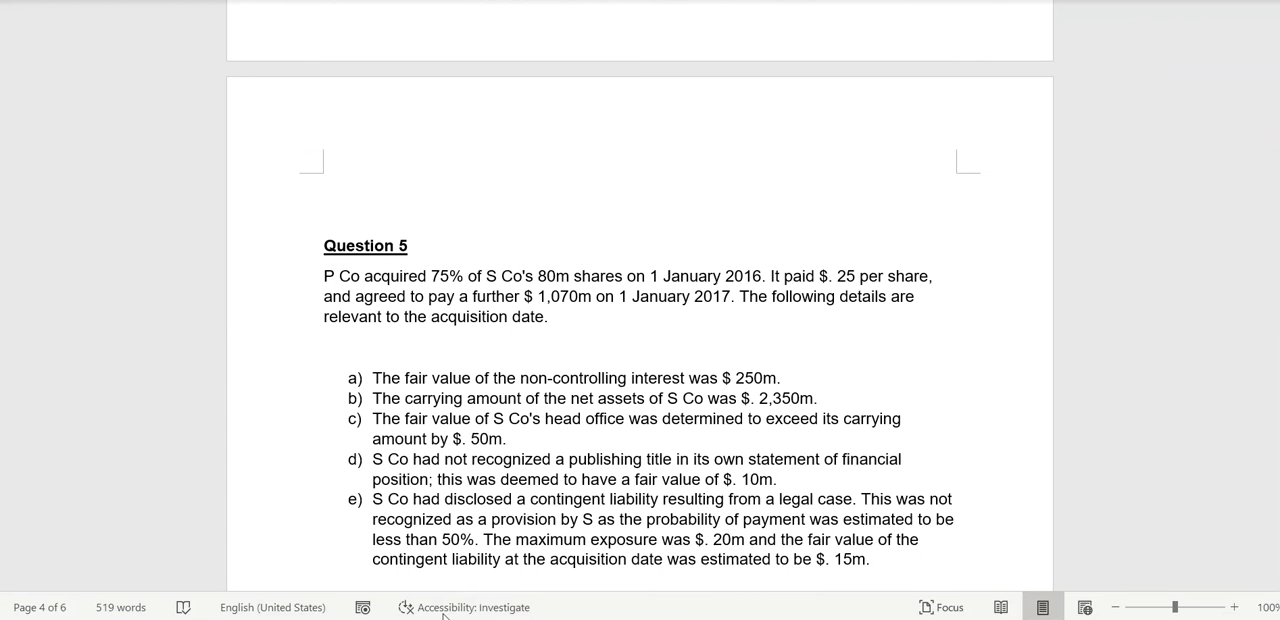 Question 5
P Co acquired 75% of S Co's 80m shares on 1 January 2016. It paid $. 25 per share,
and agreed to pay a further $ 1,070m on 1 January 2017. The following details are
relevant to the acquisition date.
a) The fair value of the non-controlling interest was $ 250m.
b) The carrying amount of the net assets of S Co was $. 2,350m.
c) The fair value of S Co's head office was determined to exceed its carrying
amount by $. 50m.
d) S Co had not recognized a publishing title in its own statement of financial
position; this was deemed to have a fair value of $. 10m.
e) S Co had disclosed a contingent liability resulting from a legal case. This was not
recognized as a provision by S as the probability of payment was estimated to be
less than 50%. The maximum exposure was $. 20m and the fair value of the
contingent liability at the acquisition date was estimated to be $. 15m.
Page 4 of 6 519 words English (United States) Accessibility: Investigate Focus 100%